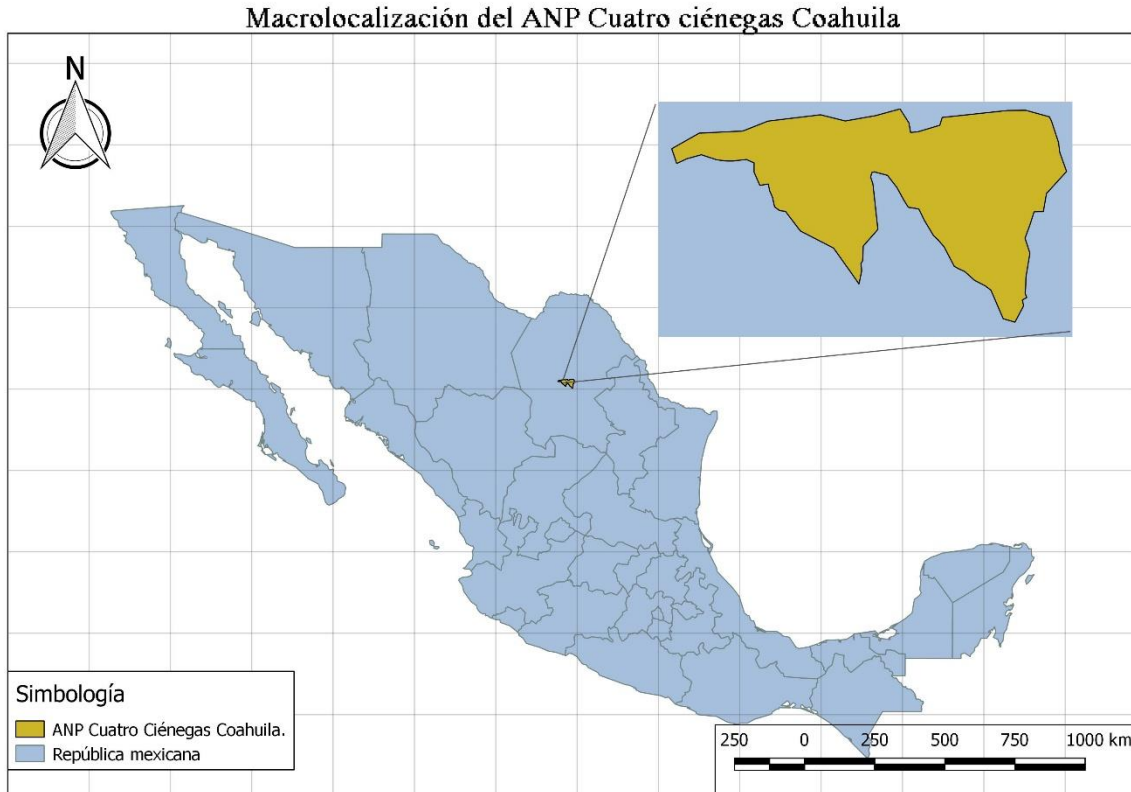 Macrolocalización del ANP Cuatro ciénegas Coahuila
N
Simbología
ANP Cuatro Ciénegas Coahuila.
República mexicana
250 0 250 500 750 1000 km